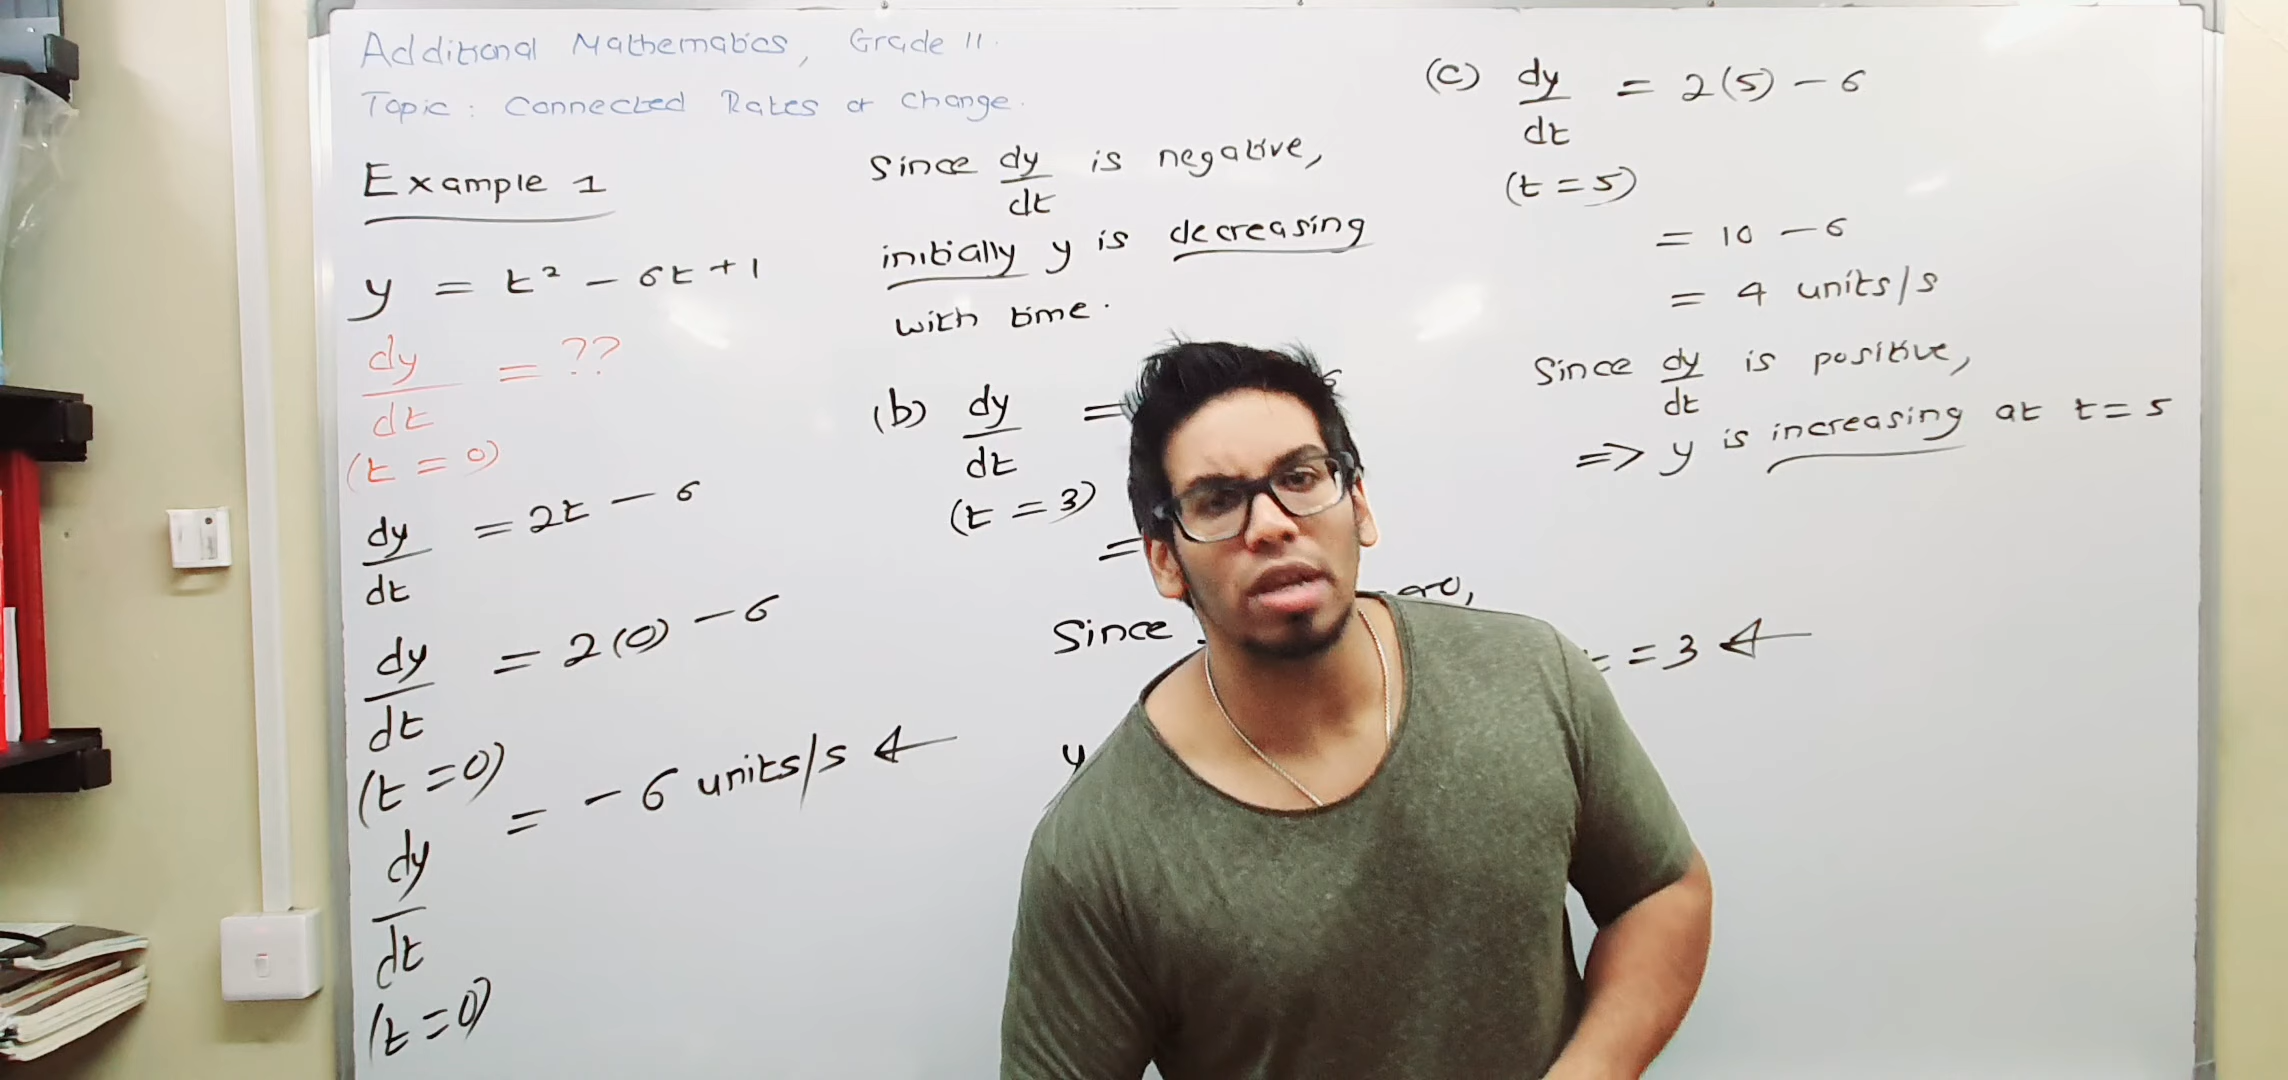 Additional Mathematics, Grade 11.
Topic : Connected Rates of Change.
Example 1
y = t² - 6t + 1
dy/dt = ??
(t = 0)
dy/dt = 2t - 6
dy/dt = 2(0) - 6
(t = 0)
dy/dt = - 6 units/s ←
(t = 0)
Since dy/dt is negative,
initially y is decreasing
with time.
(b) dy/dt =
(t = 3)
=
Since
y
t = 3 ←
(c) dy/dt = 2(5) - 6
(t = 5)
= 10 - 6
= 4 units/s
Since dy/dt is positive,
=> y is increasing at t = 5